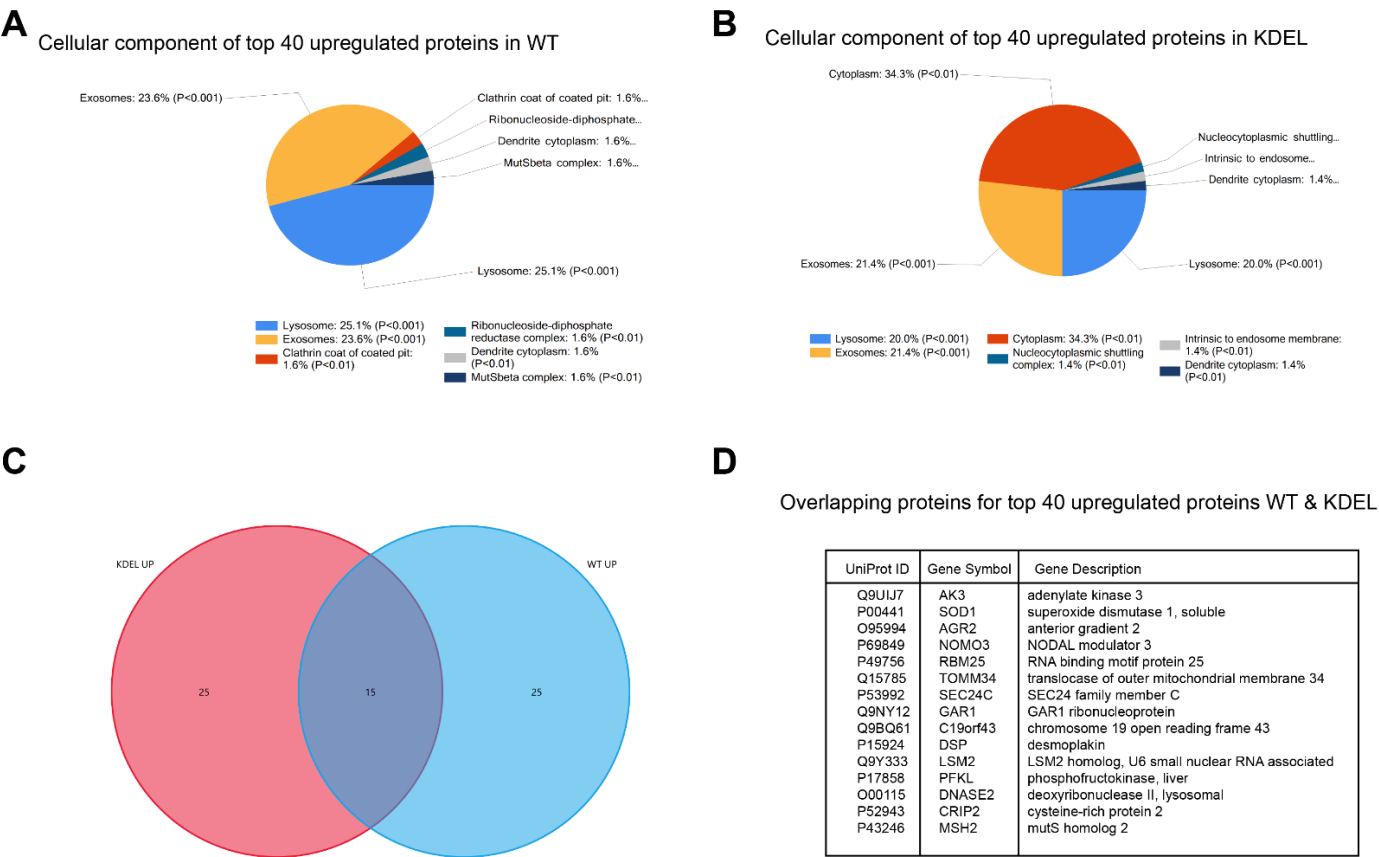 A
Cellular component of top 40 upregulated proteins in WT
Exosomes: 23.6% (P<0.001)
Clathrin coat of coated pit: 1.6%...
Ribonucleoside-diphosphate...
Dendrite cytoplasm: 1.6%...
MutSbeta complex: 1.6%...
Lysosome: 25.1% (P<0.001)
Lysosome: 25.1% (P<0.001)
Exosomes: 23.6% (P<0.001)
Clathrin coat of coated pit:
1.6% (P<0.01)
Ribonucleoside-diphosphate
reductase complex: 1.6% (P<0.01)
Dendrite cytoplasm: 1.6%
(P<0.01)
MutSbeta complex: 1.6% (P<0.01)
B
Cellular component of top 40 upregulated proteins in KDEL
Cytoplasm: 34.3% (P<0.01)
Nucleocytoplasmic shuttling...
Intrinsic to endosome...
Dendrite cytoplasm: 1.4%...
Exosomes: 21.4% (P<0.001)
Lysosome: 20.0% (P<0.001)
Lysosome: 20.0% (P<0.001)
Exosomes: 21.4% (P<0.001)
Cytoplasm: 34.3% (P<0.01)
Nucleocytoplasmic shuttling
complex: 1.4% (P<0.01)
Intrinsic to endosome membrane:
1.4% (P<0.01)
Dendrite cytoplasm: 1.4%
(P<0.01)
C
KDEL UP
WT UP
25
15
25
D
Overlapping proteins for top 40 upregulated proteins WT & KDEL
UniProt ID Gene Symbol Gene Description
Q9UIJ7 AK3 adenylate kinase 3
P00441 SOD1 superoxide dismutase 1, soluble
O95994 AGR2 anterior gradient 2
P69849 NOMO3 NODAL modulator 3
P49756 RBM25 RNA binding motif protein 25
Q15785 TOMM34 translocase of outer mitochondrial membrane 34
P53992 SEC24C SEC24 family member C
Q9NY12 GAR1 GAR1 ribonucleoprotein
Q9BQ61 C19orf43 chromosome 19 open reading frame 43
P15924 DSP desmoplakin
Q9Y333 LSM2 LSM2 homolog, U6 small nuclear RNA associated
P17858 PFKL phosphofructokinase, liver
O00115 DNASE2 deoxyribonuclease II, lysosomal
P52943 CRIP2 cysteine-rich protein 2
P43246 MSH2 mutS homolog 2